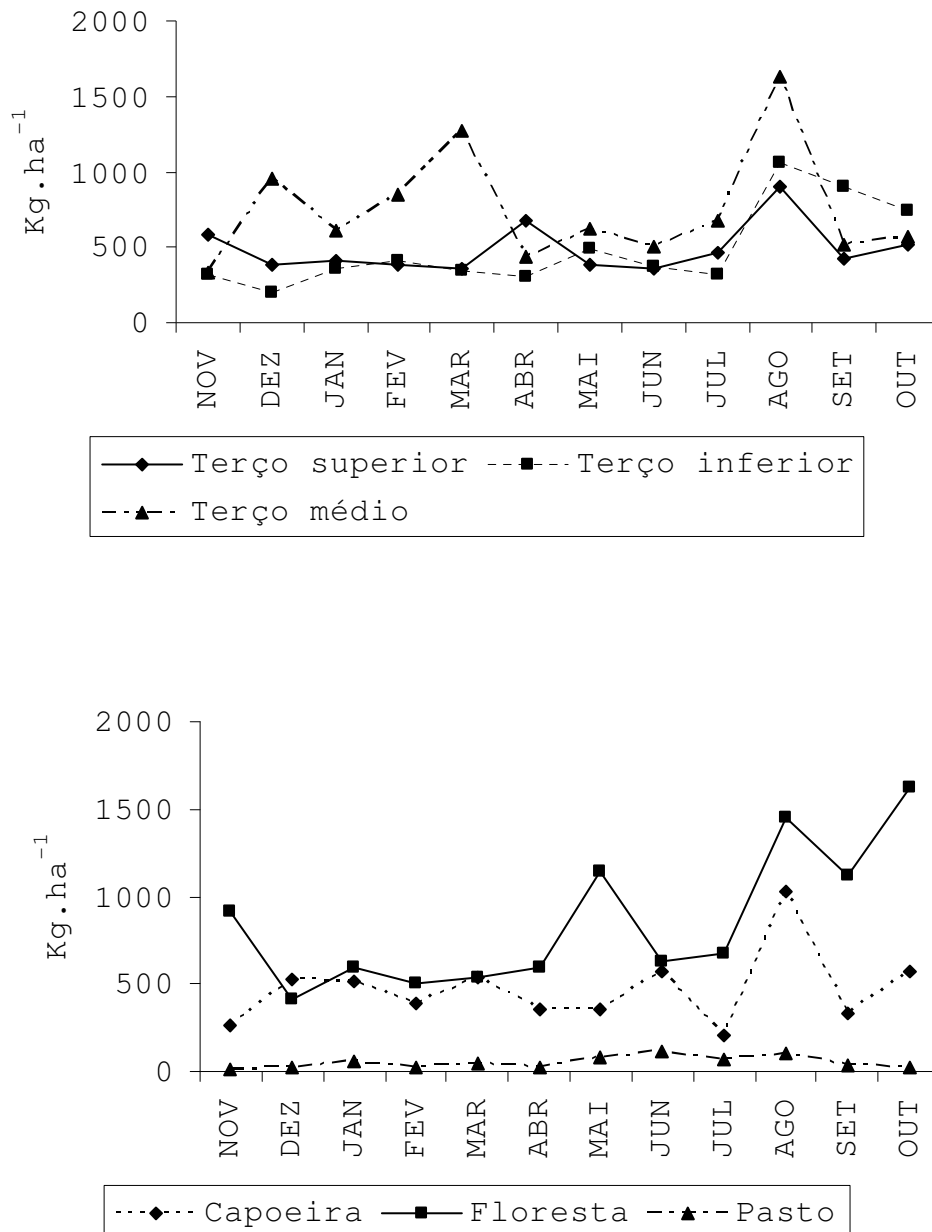 2000
1500
1000
500
0
Kg.ha⁻¹
NOV DEZ JAN FEV MAR ABR MAI JUN JUL AGO SET OUT
Terço superior Terço inferior
Terço médio
2000
1500
1000
500
0
Kg.ha⁻¹
NOV DEZ JAN FEV MAR ABR MAI JUN JUL AGO SET OUT
Capoeira Floresta Pasto